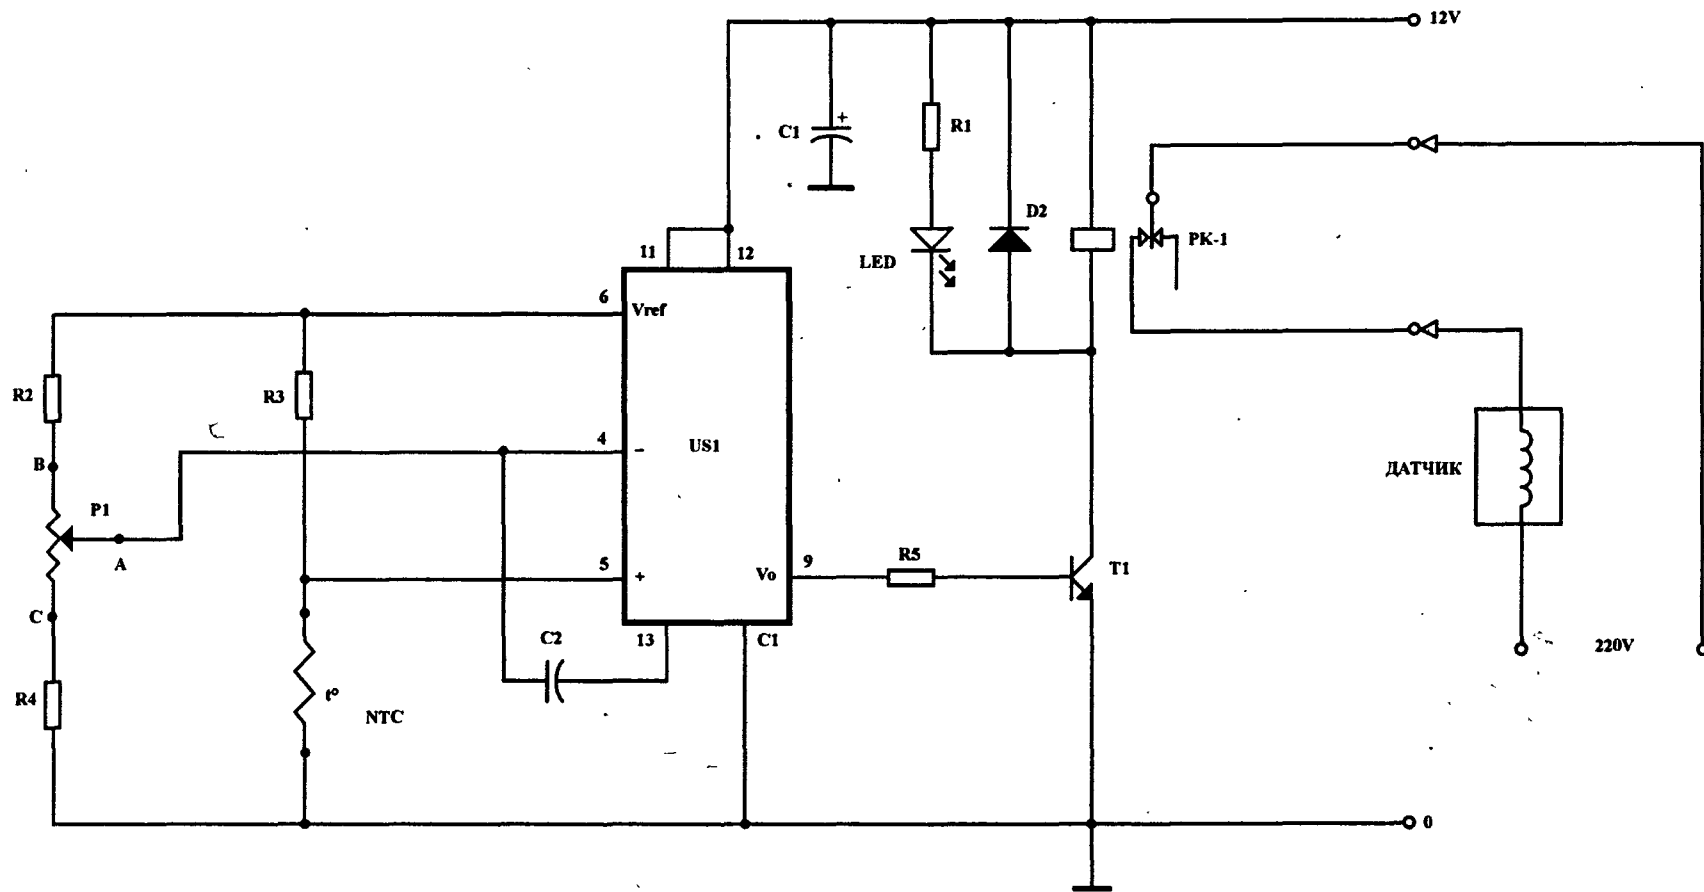 12V
C1
+
R1
D2
LED
PK-1
11
12
6
Vref
R2
R3
4
-
US1
B
P1
A
ДАТЧИК
5
+
Vo
9
R5
T1
C
C2
13
C1
220V
R4
t°
NTC
0